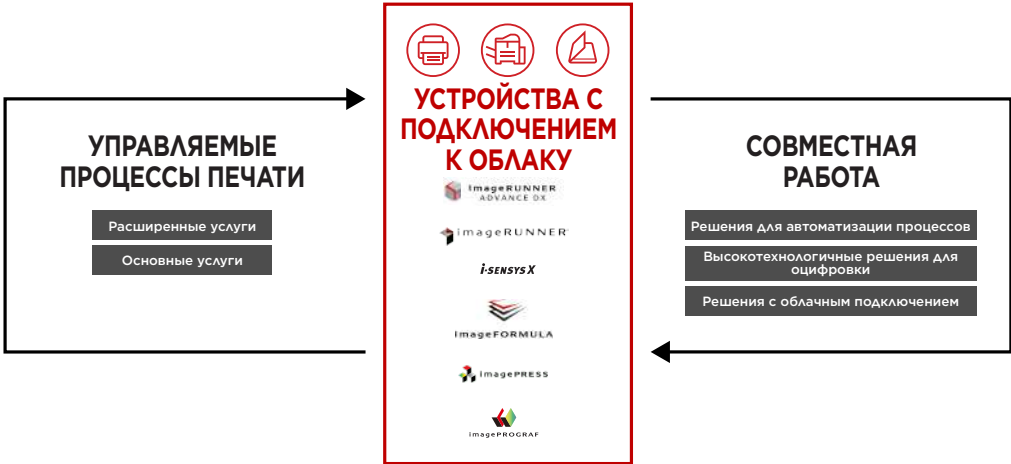 УПРАВЛЯЕМЫЕ
ПРОЦЕССЫ ПЕЧАТИ
Расширенные услуги
Основные услуги
УСТРОЙСТВА С
ПОДКЛЮЧЕНИЕМ
К ОБЛАКУ
imageRUNNER
ADVANCE DX
imageRUNNER
i-SENSYS X
imageFORMULA
imagePRESS
imagePROGRAF
СОВМЕСТНАЯ
РАБОТА
Решения для автоматизации процессов
Высокотехнологичные решения для
оцифровки
Решения с облачным подключением